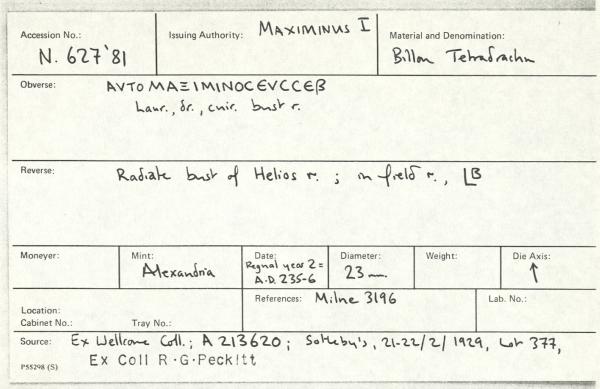 Accession No.: N. 627'81
Issuing Authority: MAXIMINUS I
Material and Denomination: Billon Tetradrachm
Obverse: ΑΥΤΟ ΜΑΞΙΜΙΝΟϹΕΥϹϹΕΒ
Laur., dr., cuir. bust r.
Reverse: Radiate bust of Helios r. ; in field r., LB
Moneyer:
Mint: Alexandria
Date: Regnal year 2 = A.D. 235-6
Diameter: 23 mm.
Weight:
Die Axis: ↑
Location:
Cabinet No.: Tray No.:
References: Milne 3196
Lab. No.:
Source: Ex Wellcome Coll.; A 213620; Sotheby's, 21-22/2/1929, Lot 377,
P55298 (S) Ex Coll R.G.Peckitt